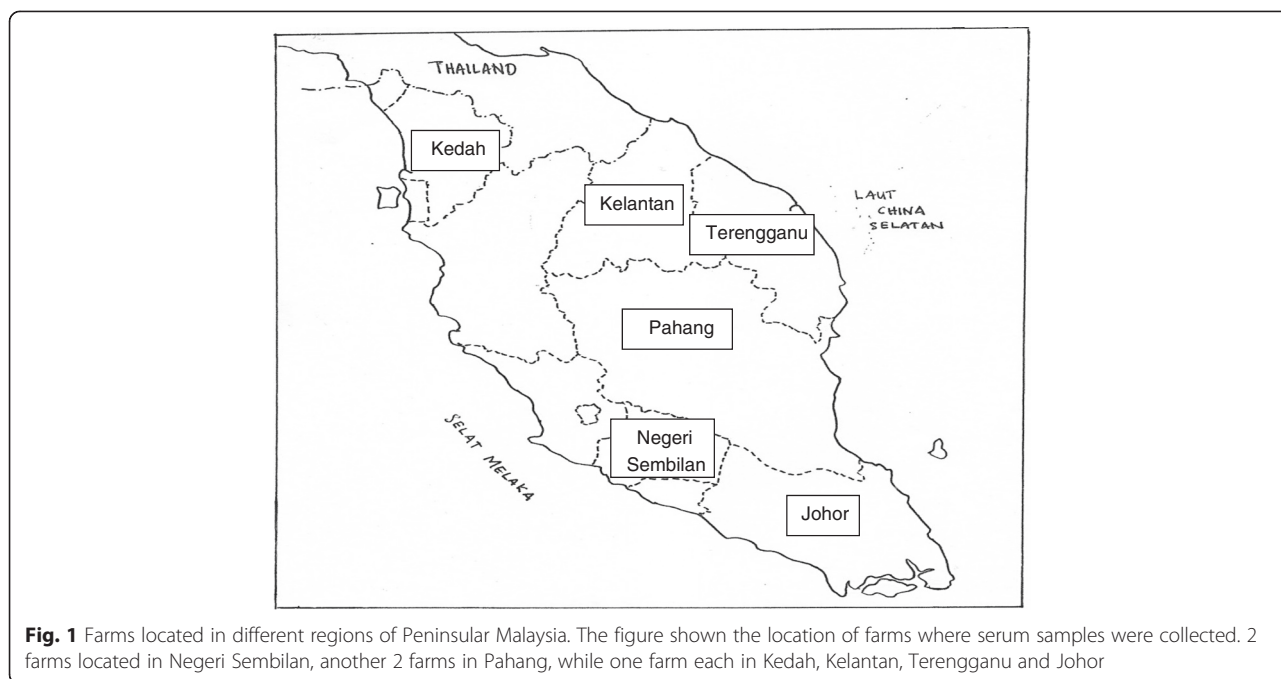 THAILAND
Kedah
Kelantan
Terengganu
LAUT
CHINA
SELATAN
Pahang
SELAT MELAKA
Negeri
Sembilan
Johor
Fig. 1 Farms located in different regions of Peninsular Malaysia. The figure shown the location of farms where serum samples were collected. 2
farms located in Negeri Sembilan, another 2 farms in Pahang, while one farm each in Kedah, Kelantan, Terengganu and Johor